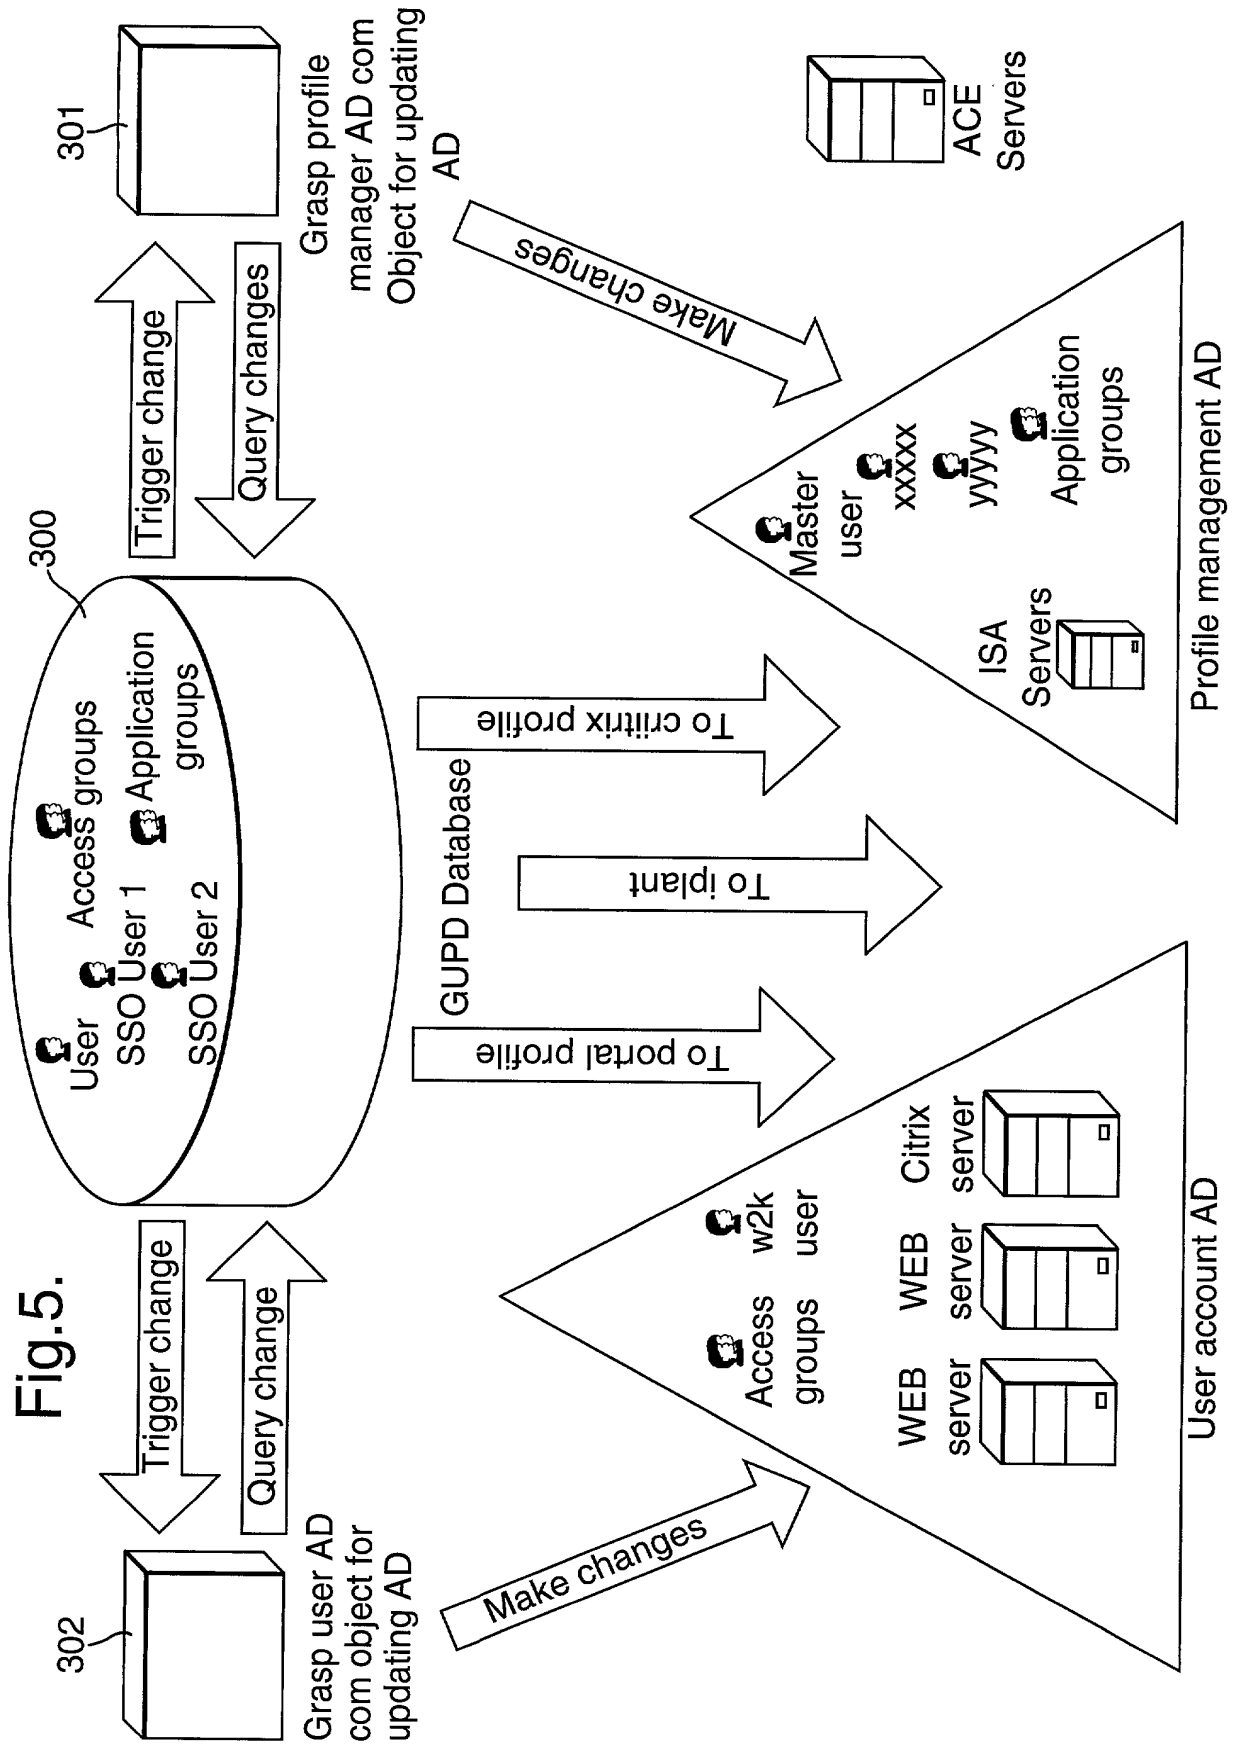 Fig.5.
302
Grasp user AD
com object for
updating AD
Trigger change
Query change
300
User
SSO User 1
SSO User 2
Access groups
Application
groups
GUPD Database
Trigger change
Query changes
301
Grasp profile
manager AD com
Object for updating
AD
Make changes
To portal profile
To iplant
To criitrix profile
Make changes
Access
groups
w2k
user
WEB
server
WEB
server
Citrix
server
User account AD
Master
user
xxxxx
yyyyy
Application
groups
ISA
Servers
Profile management AD
ACE
Servers